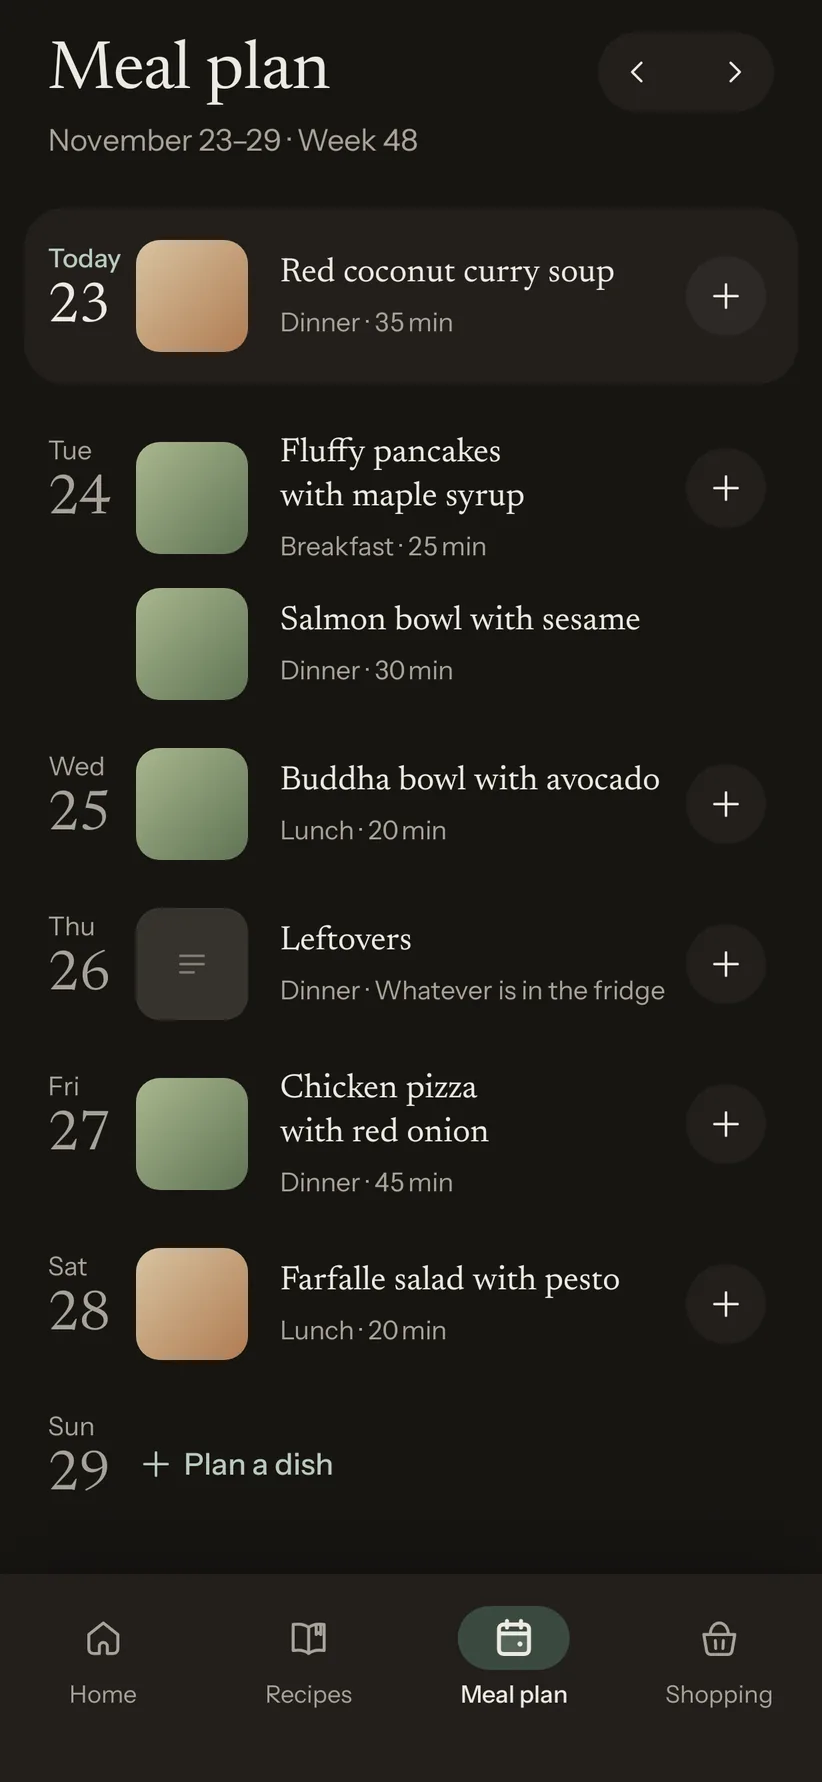 Meal plan
November 23–29 · Week 48
Today
23
Red coconut curry soup
Dinner · 35 min
Tue
24
Fluffy pancakes
with maple syrup
Breakfast · 25 min
Salmon bowl with sesame
Dinner · 30 min
Wed
25
Buddha bowl with avocado
Lunch · 20 min
Thu
26
Leftovers
Dinner · Whatever is in the fridge
Fri
27
Chicken pizza
with red onion
Dinner · 45 min
Sat
28
Farfalle salad with pesto
Lunch · 20 min
Sun
29
+ Plan a dish
Home
Recipes
Meal plan
Shopping